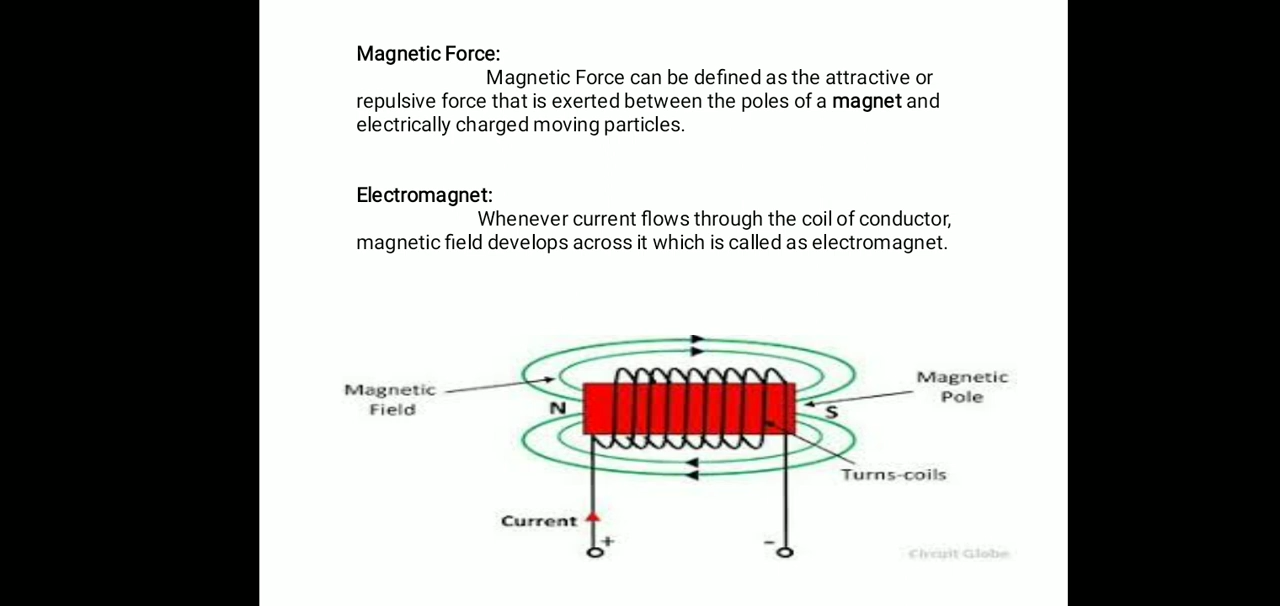 Magnetic Force:
Magnetic Force can be defined as the attractive or
repulsive force that is exerted between the poles of a magnet and
electrically charged moving particles.
Electromagnet:
Whenever current flows through the coil of conductor,
magnetic field develops across it which is called as electromagnet.
Magnetic
Field
N
S
Magnetic
Pole
Turns-coils
Current
+
–
Circuit Globe